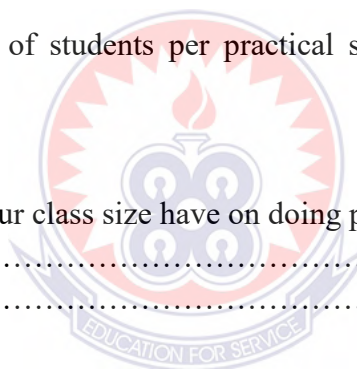 of students per practical s
ur class size have on doing p
................................................
................................................
EDUCATION FOR SERVICE